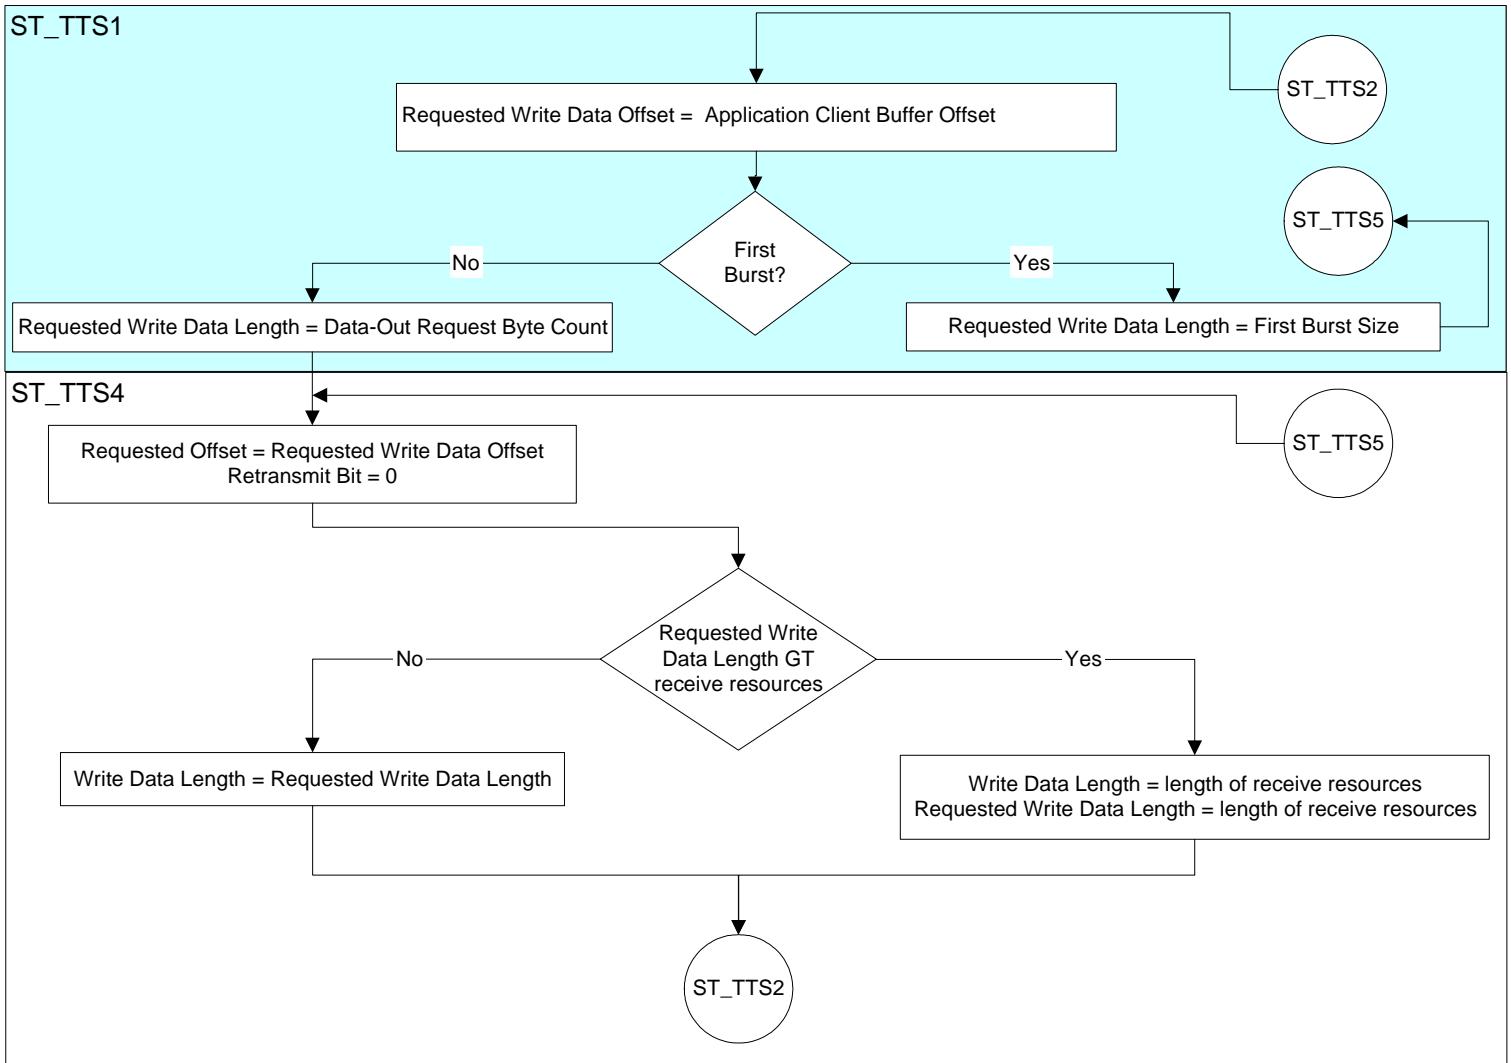 ST_TTS1
ST_TTS2
Requested Write Data Offset = Application Client Buffer Offset
ST_TTS5
First
Burst?
No
Yes
Requested Write Data Length = Data-Out Request Byte Count
Requested Write Data Length = First Burst Size
ST_TTS4
ST_TTS5
Requested Offset = Requested Write Data Offset
Retransmit Bit = 0
Requested Write
Data Length GT
receive resources
No
Yes
Write Data Length = Requested Write Data Length
Write Data Length = length of receive resources
Requested Write Data Length = length of receive resources
ST_TTS2